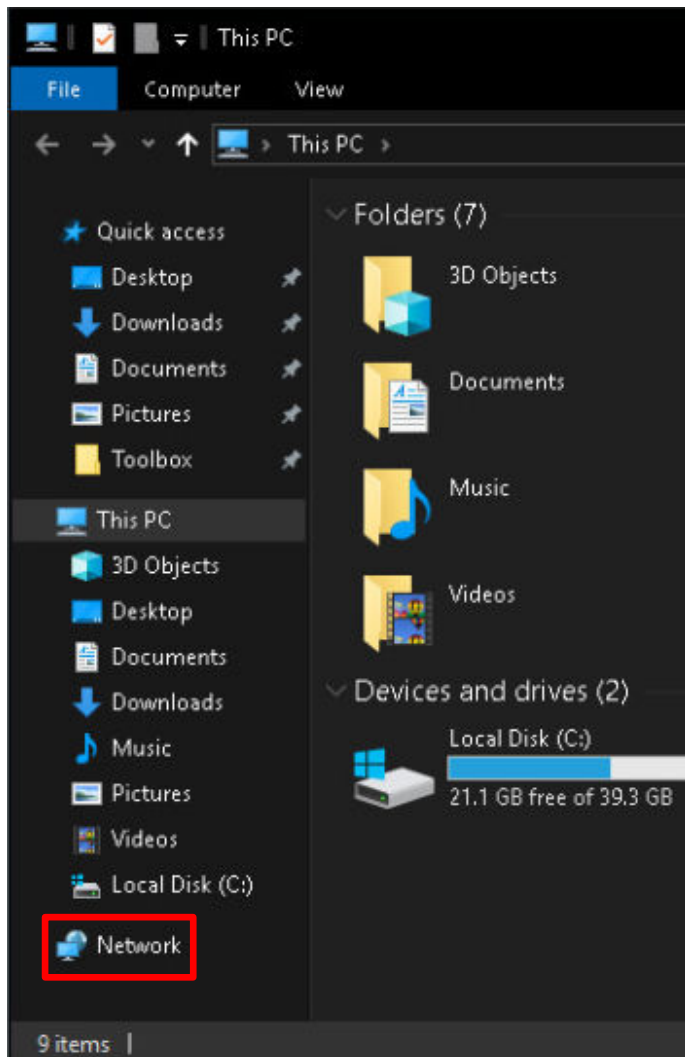 This PC
File Computer View
This PC
Quick access
Desktop
Downloads
Documents
Pictures
Toolbox
This PC
3D Objects
Desktop
Documents
Downloads
Music
Pictures
Videos
Local Disk (C:)
Network
Folders (7)
3D Objects
Documents
Music
Videos
Devices and drives (2)
Local Disk (C:)
21.1 GB free of 39.3 GB
9 items